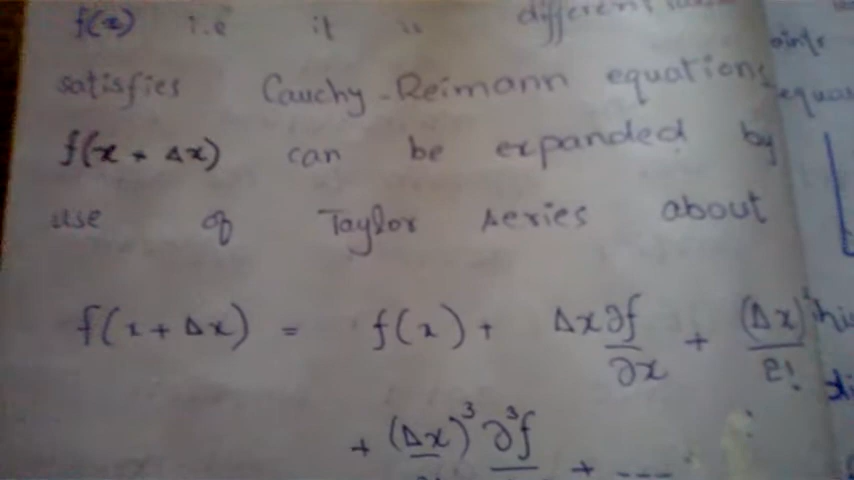 f(x) i.e it is
satisfies Cauchy-Reimann equations
f(x + Δx) can be expanded by
use of Taylor series about
f(x + Δx) = f(x) + Δx ∂f/∂x + (Δx)/2!
+ (Δx)³ ∂³f + ----